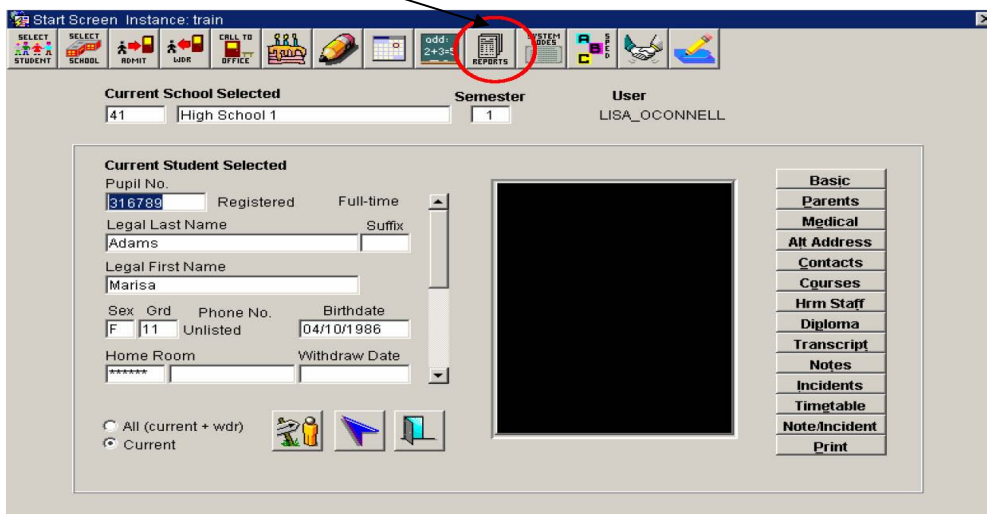 Start Screen Instance: train
SELECT STUDENT
SELECT SCHOOL
ADMIT
WDR
CALL TO OFFICE
add: 2+3=5
REPORTS
SYSTEM CODES
A B C SPED
Current School Selected Semester User
41 High School 1 1 LISA_OCONNELL
Current Student Selected
Pupil No.
316789 Registered Full-time
Legal Last Name Suffix
Adams
Legal First Name
Marisa
Sex Grd Phone No. Birthdate
F 11 Unlisted 04/10/1986
Home Room Withdraw Date
******
All (current + wdr)
Current
Basic
Parents
Medical
Alt Address
Contacts
Courses
Hrm Staff
Diploma
Transcript
Notes
Incidents
Timetable
Note/Incident
Print